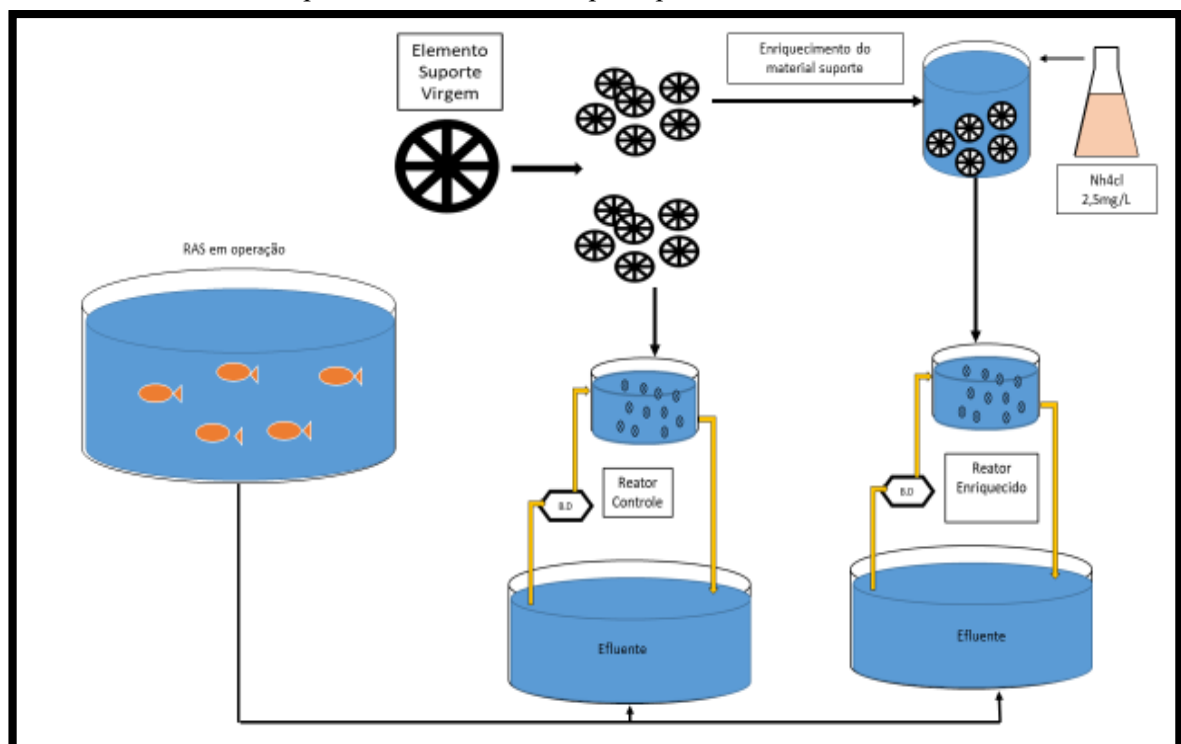 Elemento
Suporte
Virgem
Enriquecimento do
material suporte
Nh4cl
2,5mg/L
RAS em operação
B.D
Reator
Controle
B.D
Reator
Enriquecido
Efluente
Efluente